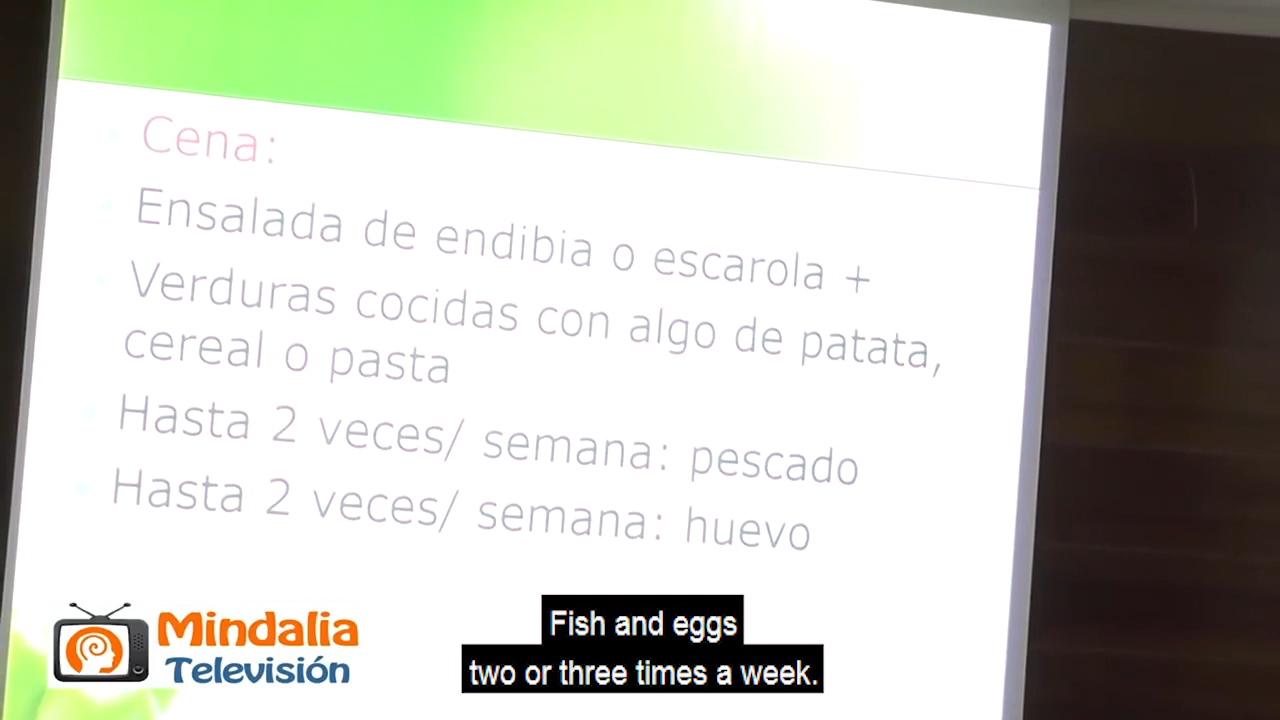 Cena:
Ensalada de endibia o escarola +
Verduras cocidas con algo de patata,
cereal o pasta
Hasta 2 veces/ semana: pescado
Hasta 2 veces/ semana: huevo
Mindalia
Televisión
Fish and eggs
two or three times a week.